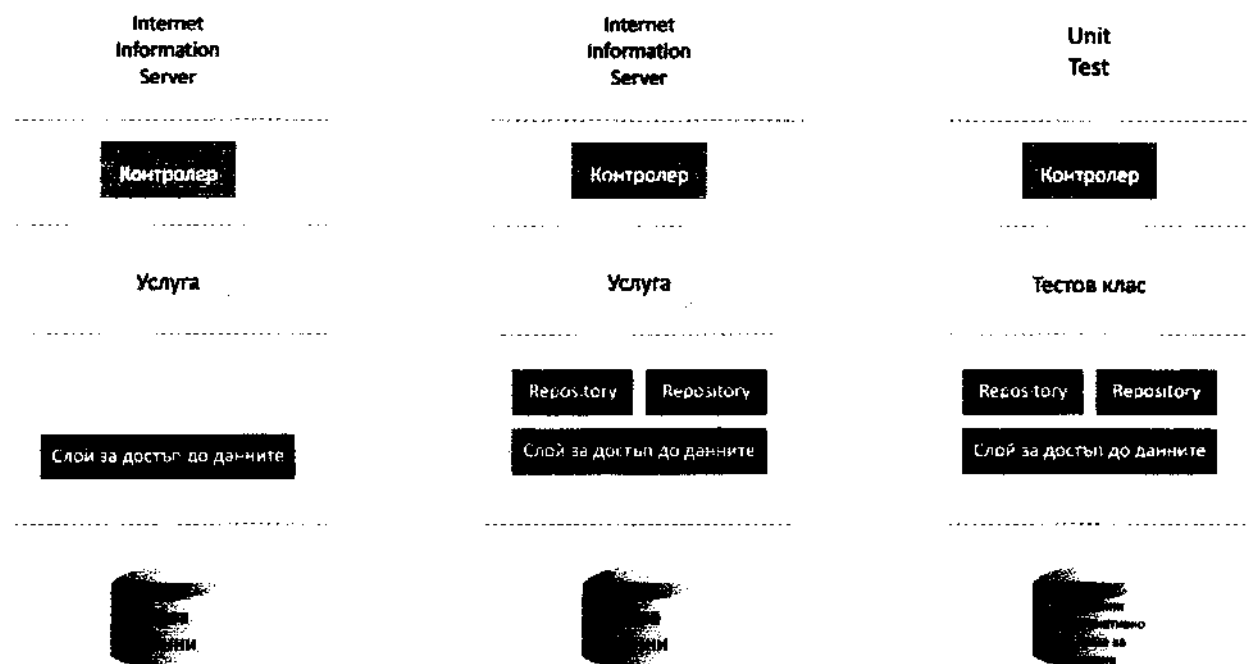 Internet
Information
Server
Контролер
Услуга
Слой за достъп до данните
Internet
Information
Server
Контролер
Услуга
Repository Repository
Слой за достъп до данните
Unit
Test
Контролер
Тестов клас
Repository Repository
Слой за достъп до данните